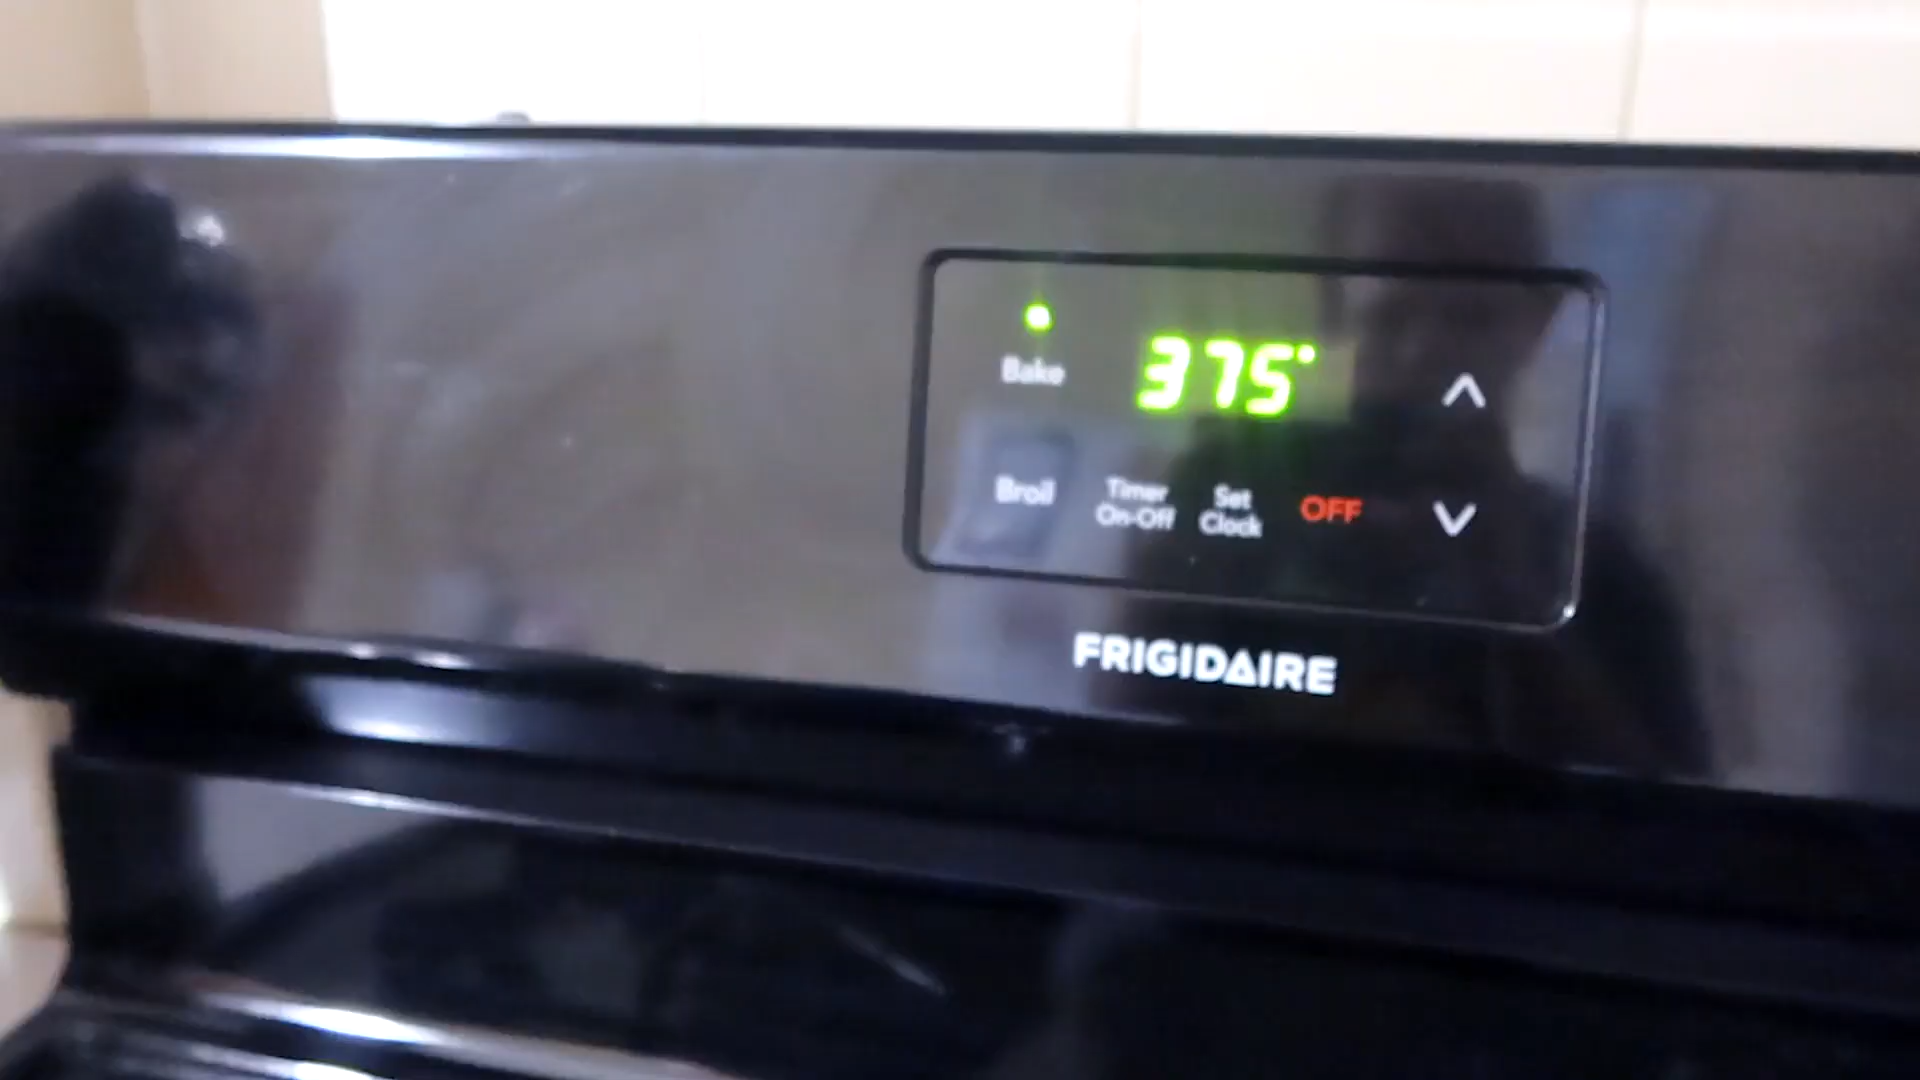 Bake
375°
Broil
Timer
On-Off
Set
Clock
OFF
FRIGIDAIRE